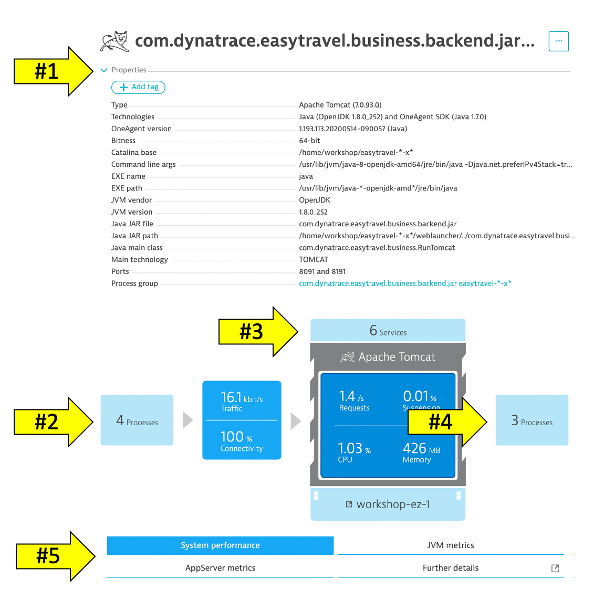 com.dynatrace.easytravel.business.backend.jar...
...
#1
Properties
+ Add tag
Type Apache Tomcat (7.0.93.0)
Technologies Java (OpenJDK 1.8.0_252) and OneAgent SDK (Java 1.7.0)
OneAgent version 1.193.113.20200514-090057 (Java)
Bitness 64-bit
Catalina base /home/workshop/easytravel-*-x*
Command line args /usr/lib/jvm/java-8-openjdk-amd64/jre/bin/java -Djava.net.preferIPv4Stack=tr...
EXE name java
EXE path /usr/lib/jvm/java-*-openjdk-amd*/jre/bin/java
JVM vendor OpenJDK
JVM version 1.8.0_252
Java JAR file com.dynatrace.easytravel.business.backend.jar
Java JAR path /home/workshop/easytravel-*-x*/weblauncher/../com.dynatrace.easytravel.busi...
Java main class com.dynatrace.easytravel.business.RunTomcat
Main technology TOMCAT
Ports 8091 and 8191
Process group com.dynatrace.easytravel.business.backend.jar easytravel-*-x*
#3
6 Services
Apache Tomcat
#2
4 Processes
16.1 kbit/s
Traffic
100 %
Connectivity
1.4 /s
Requests
0.01 %
Suspension
1.03 %
CPU
426 MB
Memory
#4
3 Processes
workshop-ez-1
#5
System performance JVM metrics
AppServer metrics Further details